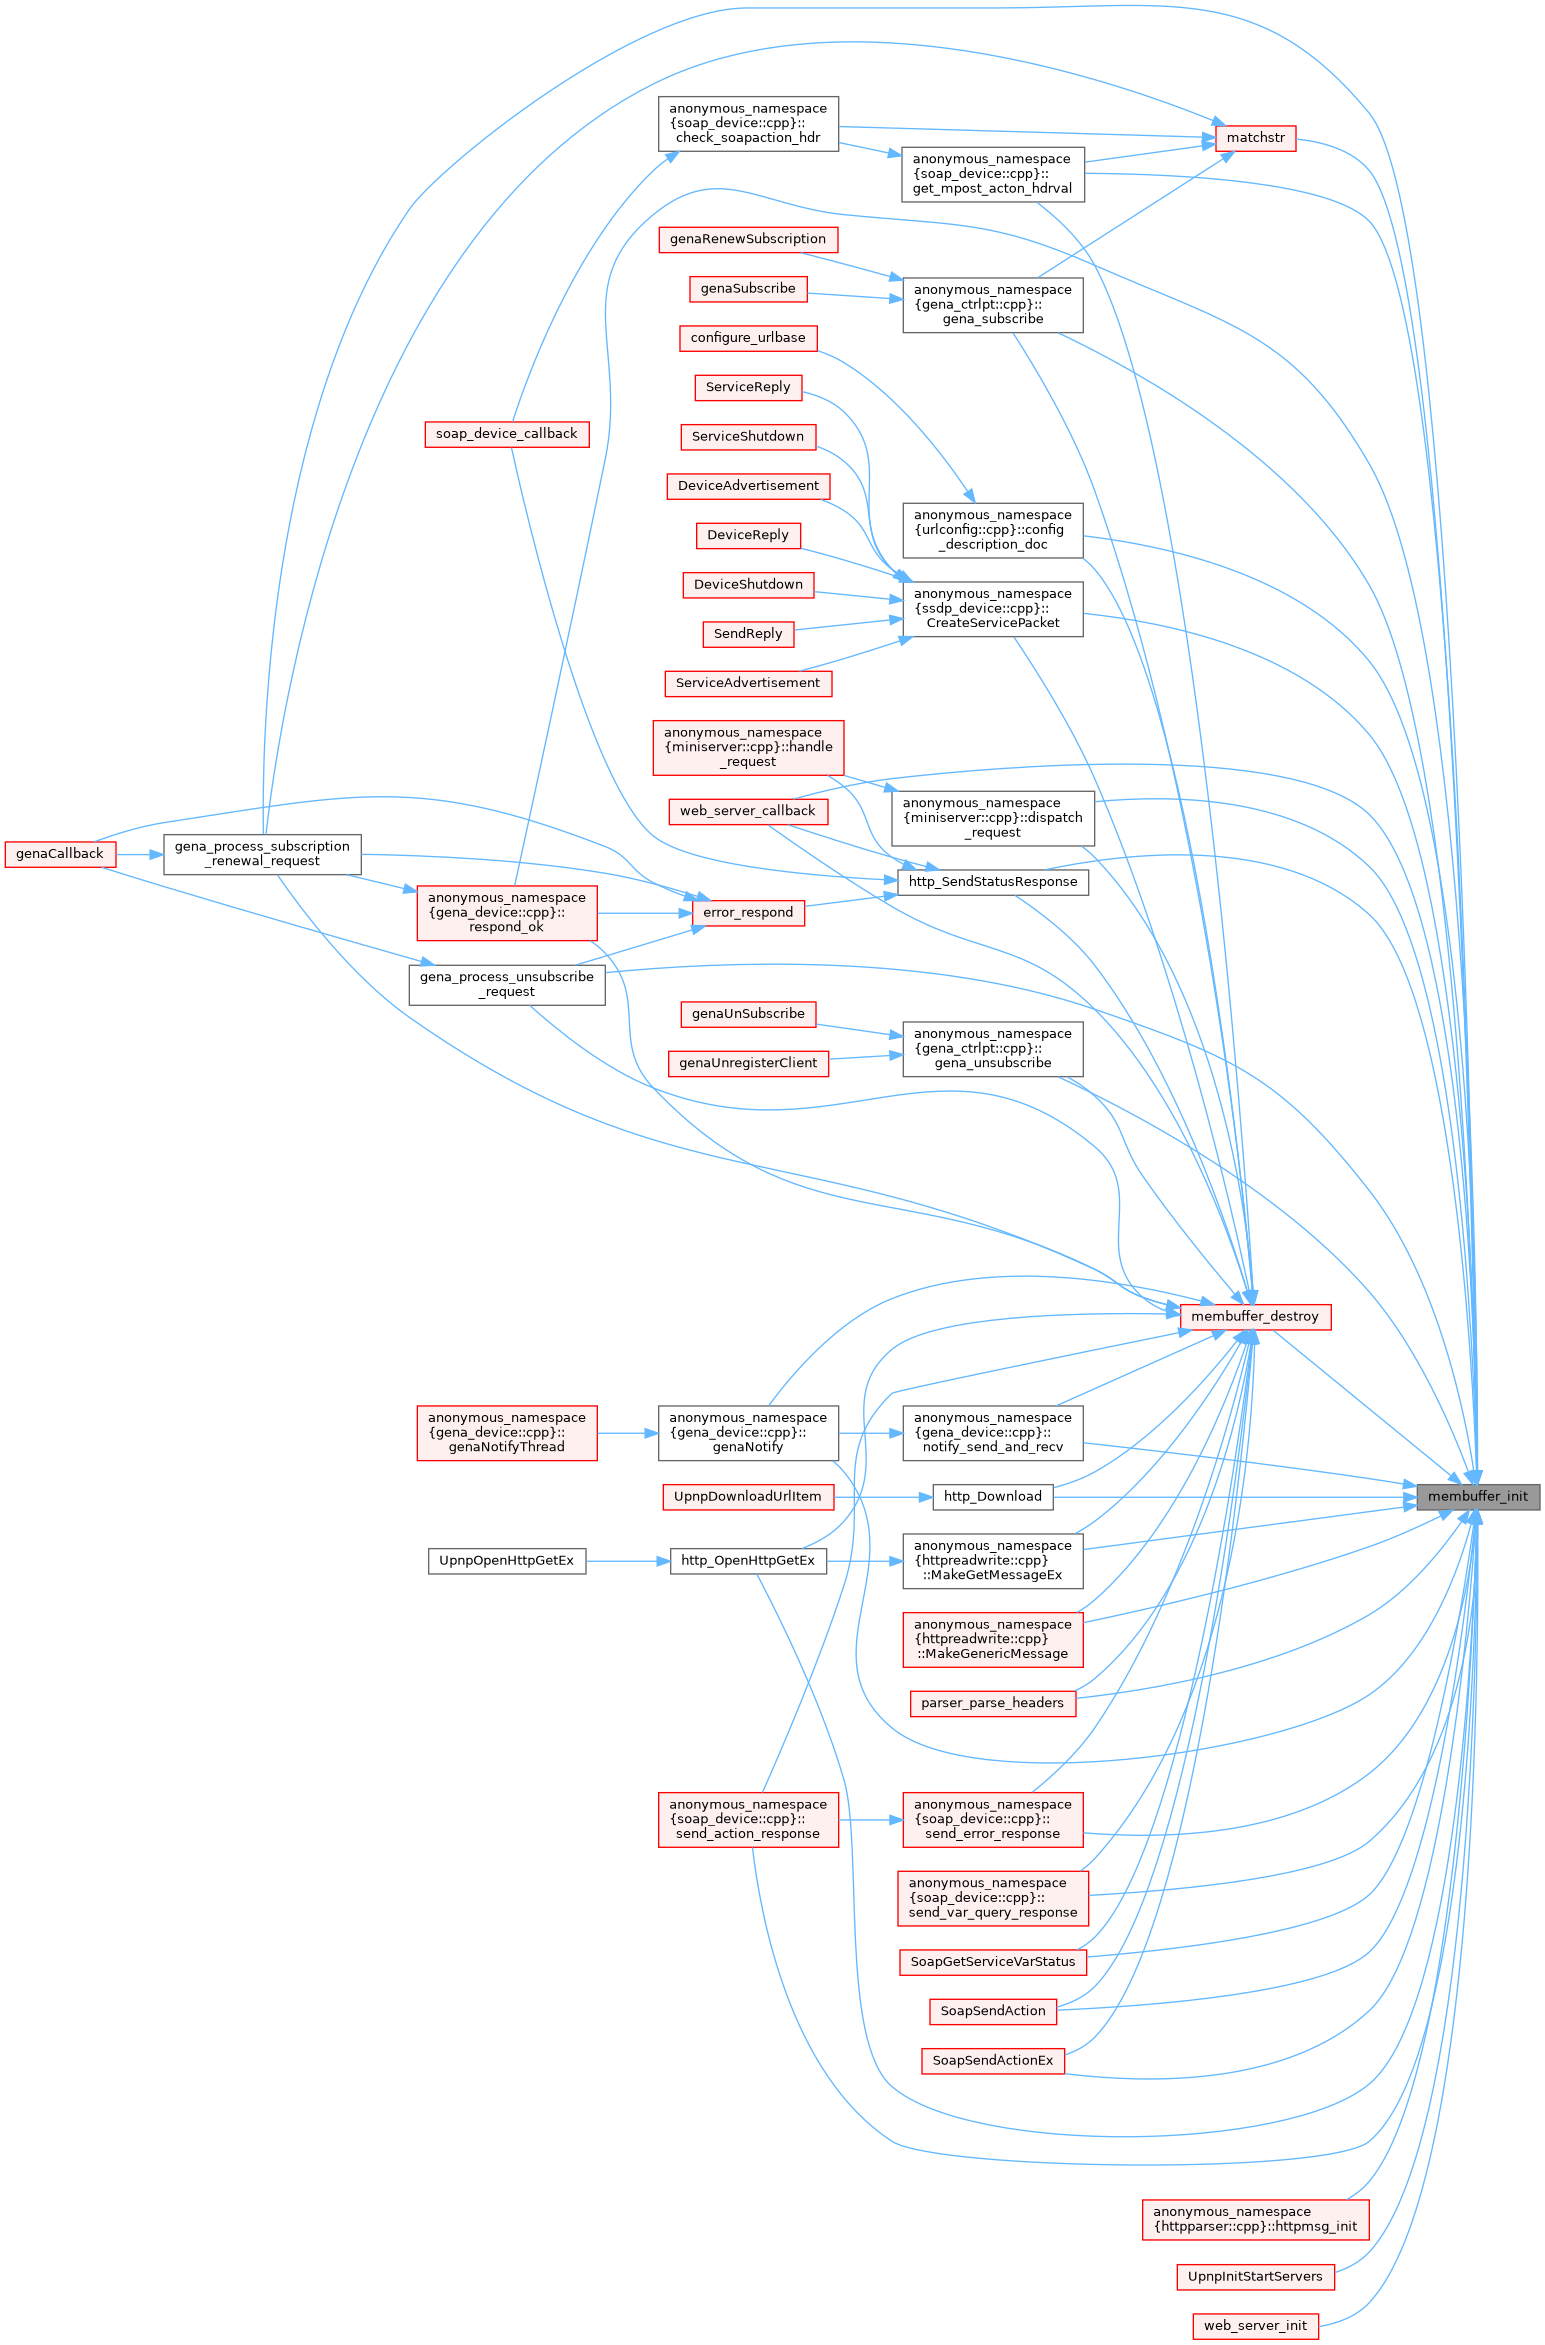 anonymous_namespace
{soap_device::cpp}::
check_soapaction_hdr
matchstr
anonymous_namespace
{soap_device::cpp}::
get_mpost_acton_hdrval
genaRenewSubscription
genaSubscribe
anonymous_namespace
{gena_ctrlpt::cpp}::
gena_subscribe
configure_urlbase
ServiceReply
soap_device_callback
ServiceShutdown
DeviceAdvertisement
anonymous_namespace
{urlconfig::cpp}::config
_description_doc
DeviceReply
DeviceShutdown
anonymous_namespace
{ssdp_device::cpp}::
CreateServicePacket
SendReply
ServiceAdvertisement
anonymous_namespace
{miniserver::cpp}::handle
_request
web_server_callback
anonymous_namespace
{miniserver::cpp}::dispatch
_request
genaCallback
gena_process_subscription
_renewal_request
http_SendStatusResponse
anonymous_namespace
{gena_device::cpp}::
respond_ok
error_respond
gena_process_unsubscribe
_request
genaUnSubscribe
anonymous_namespace
{gena_ctrlpt::cpp}::
gena_unsubscribe
genaUnregisterClient
membuffer_destroy
anonymous_namespace
{gena_device::cpp}::
genaNotifyThread
anonymous_namespace
{gena_device::cpp}::
genaNotify
anonymous_namespace
{gena_device::cpp}::
notify_send_and_recv
UpnpDownloadUrlItem
http_Download
membuffer_init
UpnpOpenHttpGetEx
http_OpenHttpGetEx
anonymous_namespace
{httpreadwrite::cpp}
::MakeGetMessageEx
anonymous_namespace
{httpreadwrite::cpp}
::MakeGenericMessage
parser_parse_headers
anonymous_namespace
{soap_device::cpp}::
send_action_response
anonymous_namespace
{soap_device::cpp}::
send_error_response
anonymous_namespace
{soap_device::cpp}::
send_var_query_response
SoapGetServiceVarStatus
SoapSendAction
SoapSendActionEx
anonymous_namespace
{httpparser::cpp}::httpmsg_init
UpnpInitStartServers
web_server_init